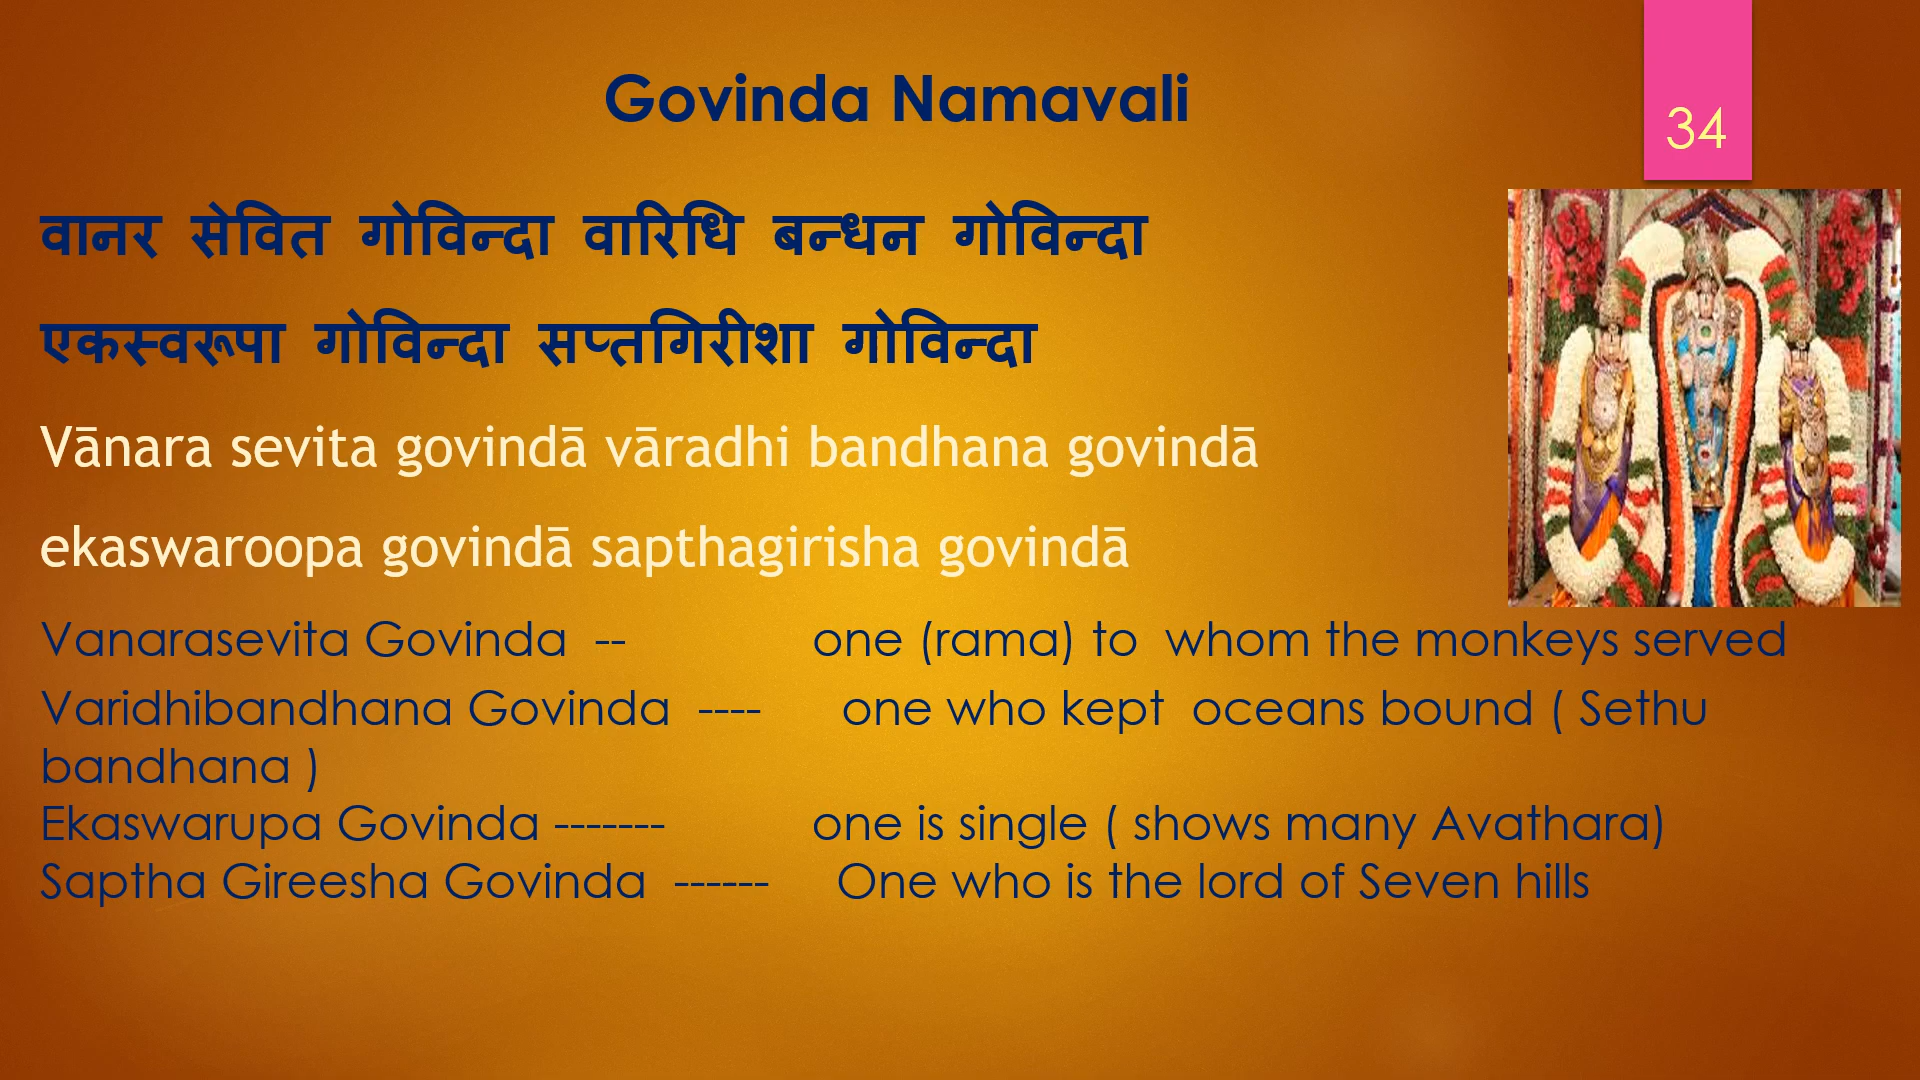 Govinda Namavali
34
वानर सेवित गोविन्दा वारिधि बन्धन गोविन्दा
एकस्वरूपा गोविन्दा सप्तगिरीशा गोविन्दा
Vānara sevita govindā vāradhi bandhana govindā
ekaswaroopa govindā sapthagirisha govindā
Vanarasevita Govinda -- one (rama) to whom the monkeys served
Varidhibandhana Govinda ---- one who kept oceans bound ( Sethu
bandhana )
Ekaswarupa Govinda ------- one is single ( shows many Avathara)
Saptha Gireesha Govinda ------ One who is the lord of Seven hills